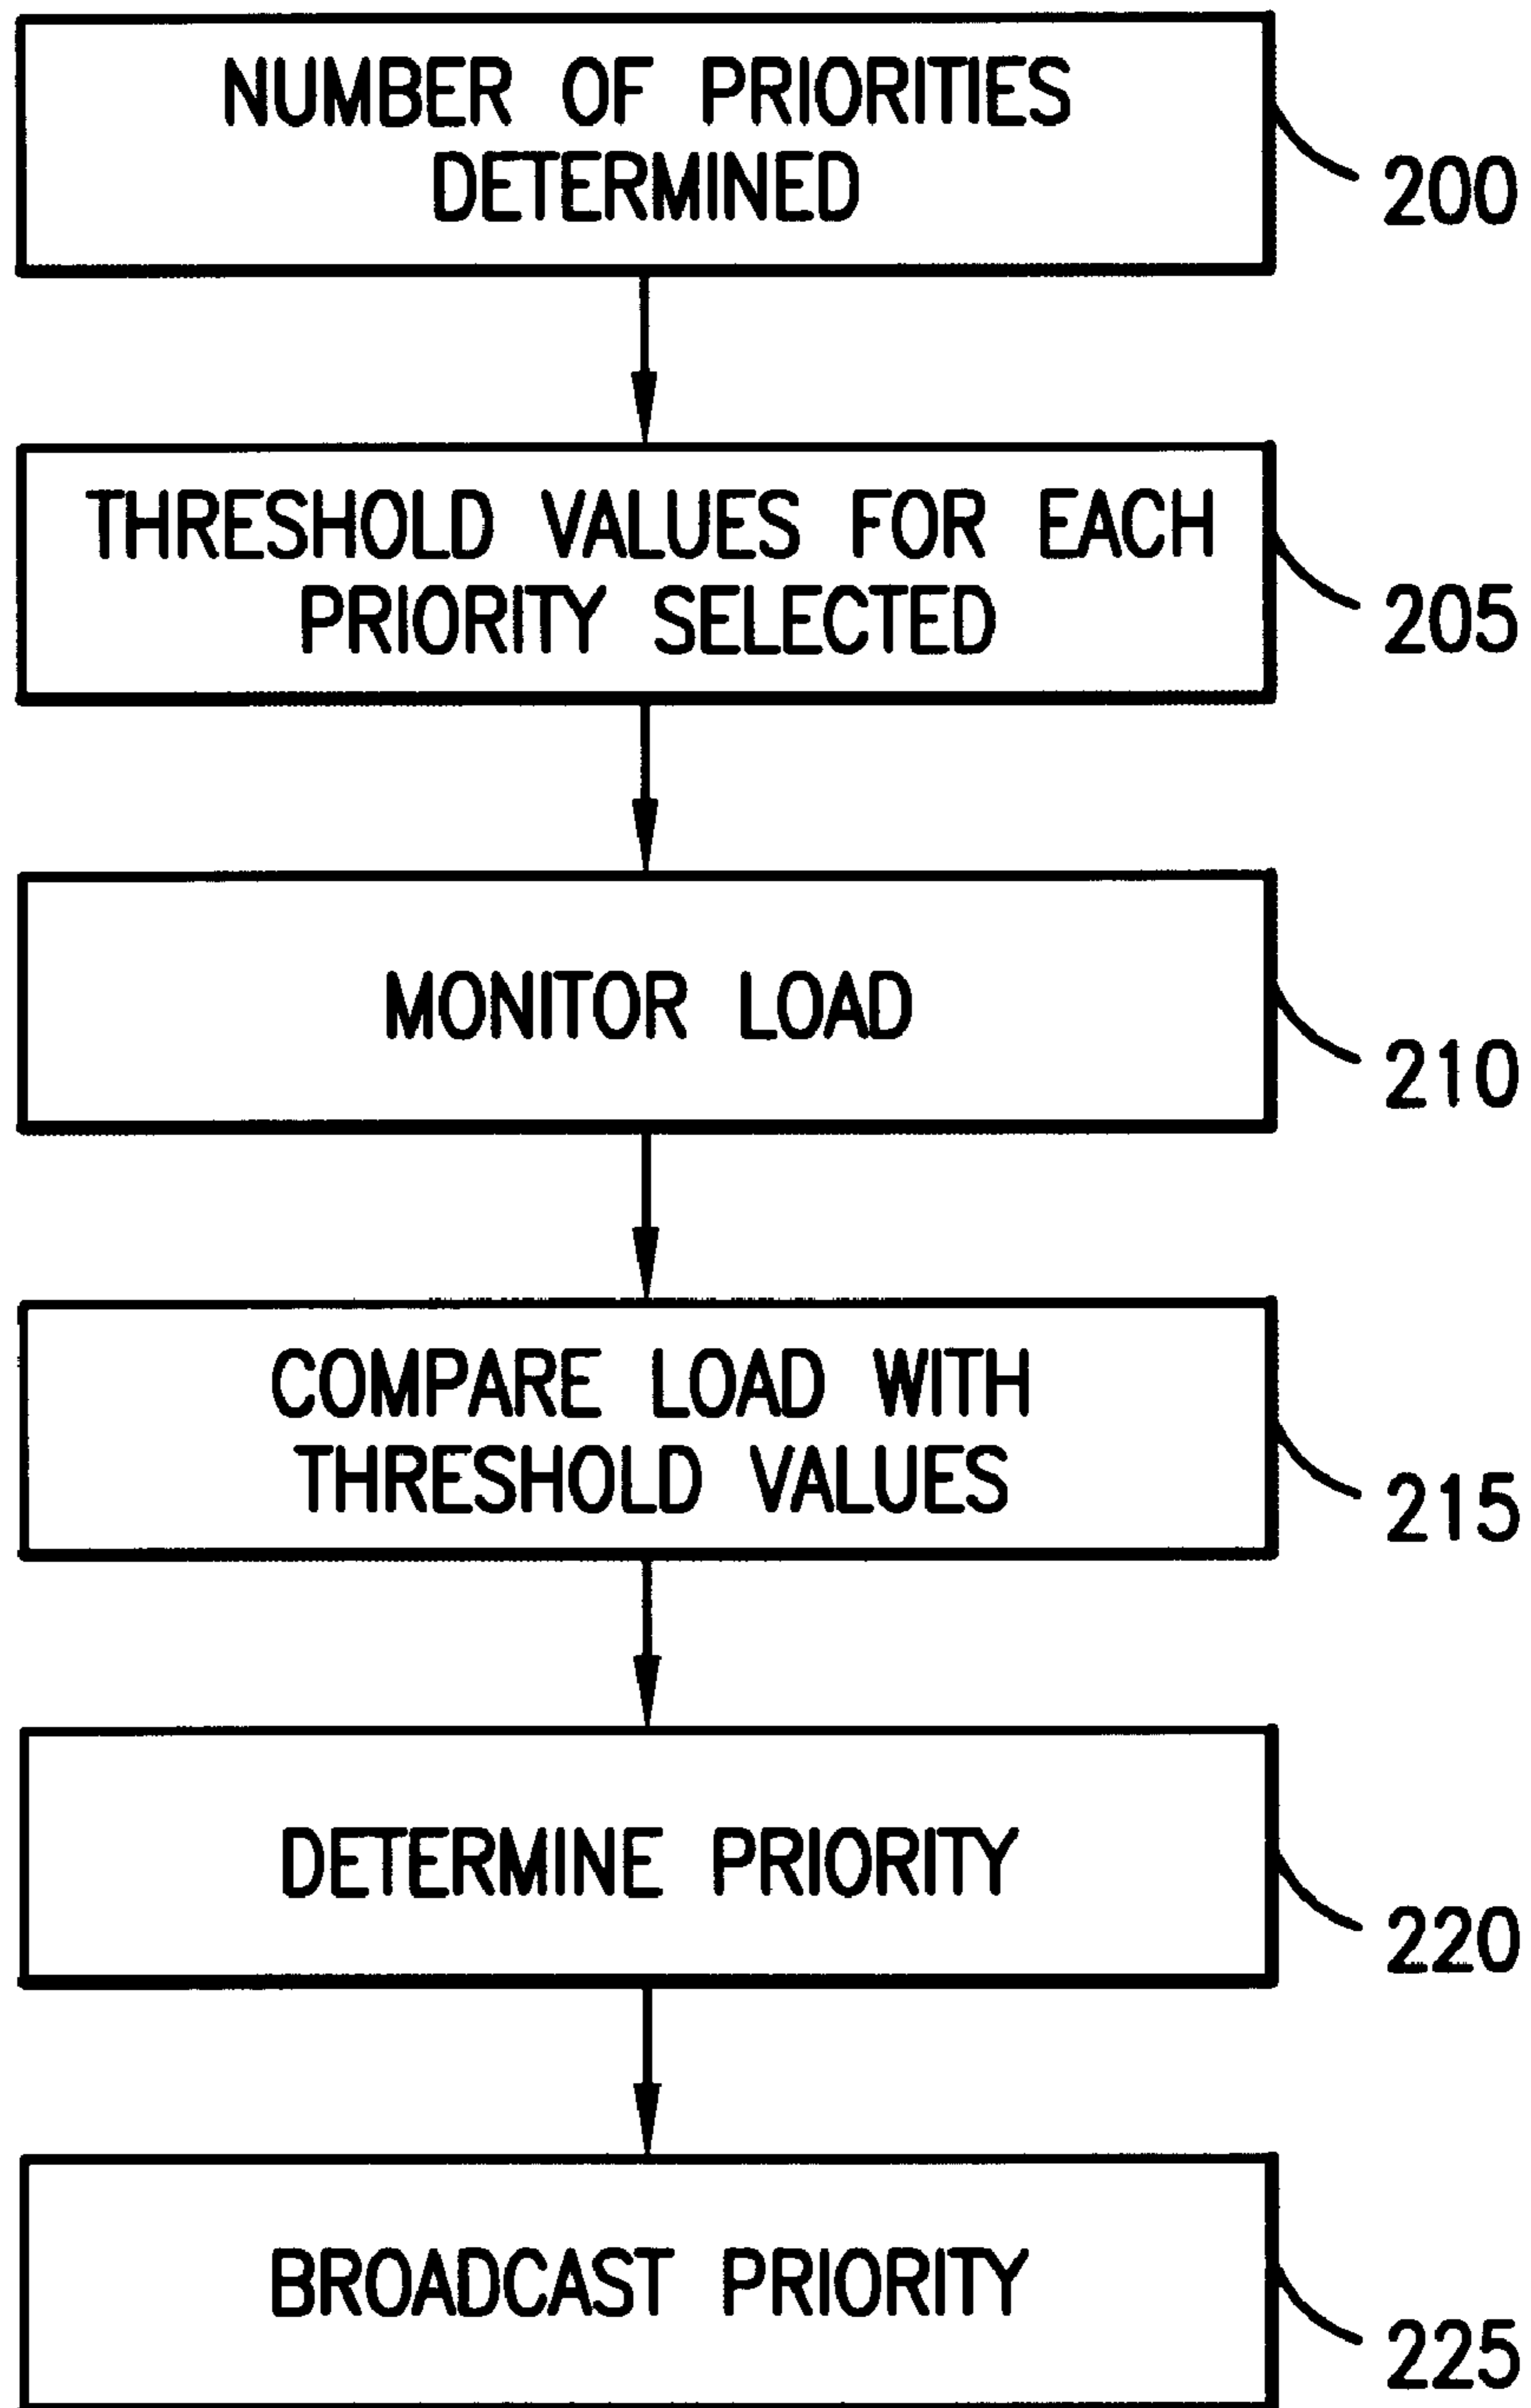 NUMBER OF PRIORITIES
DETERMINED
200
THRESHOLD VALUES FOR EACH
PRIORITY SELECTED
205
MONITOR LOAD
210
COMPARE LOAD WITH
THRESHOLD VALUES
215
DETERMINE PRIORITY
220
BROADCAST PRIORITY
225